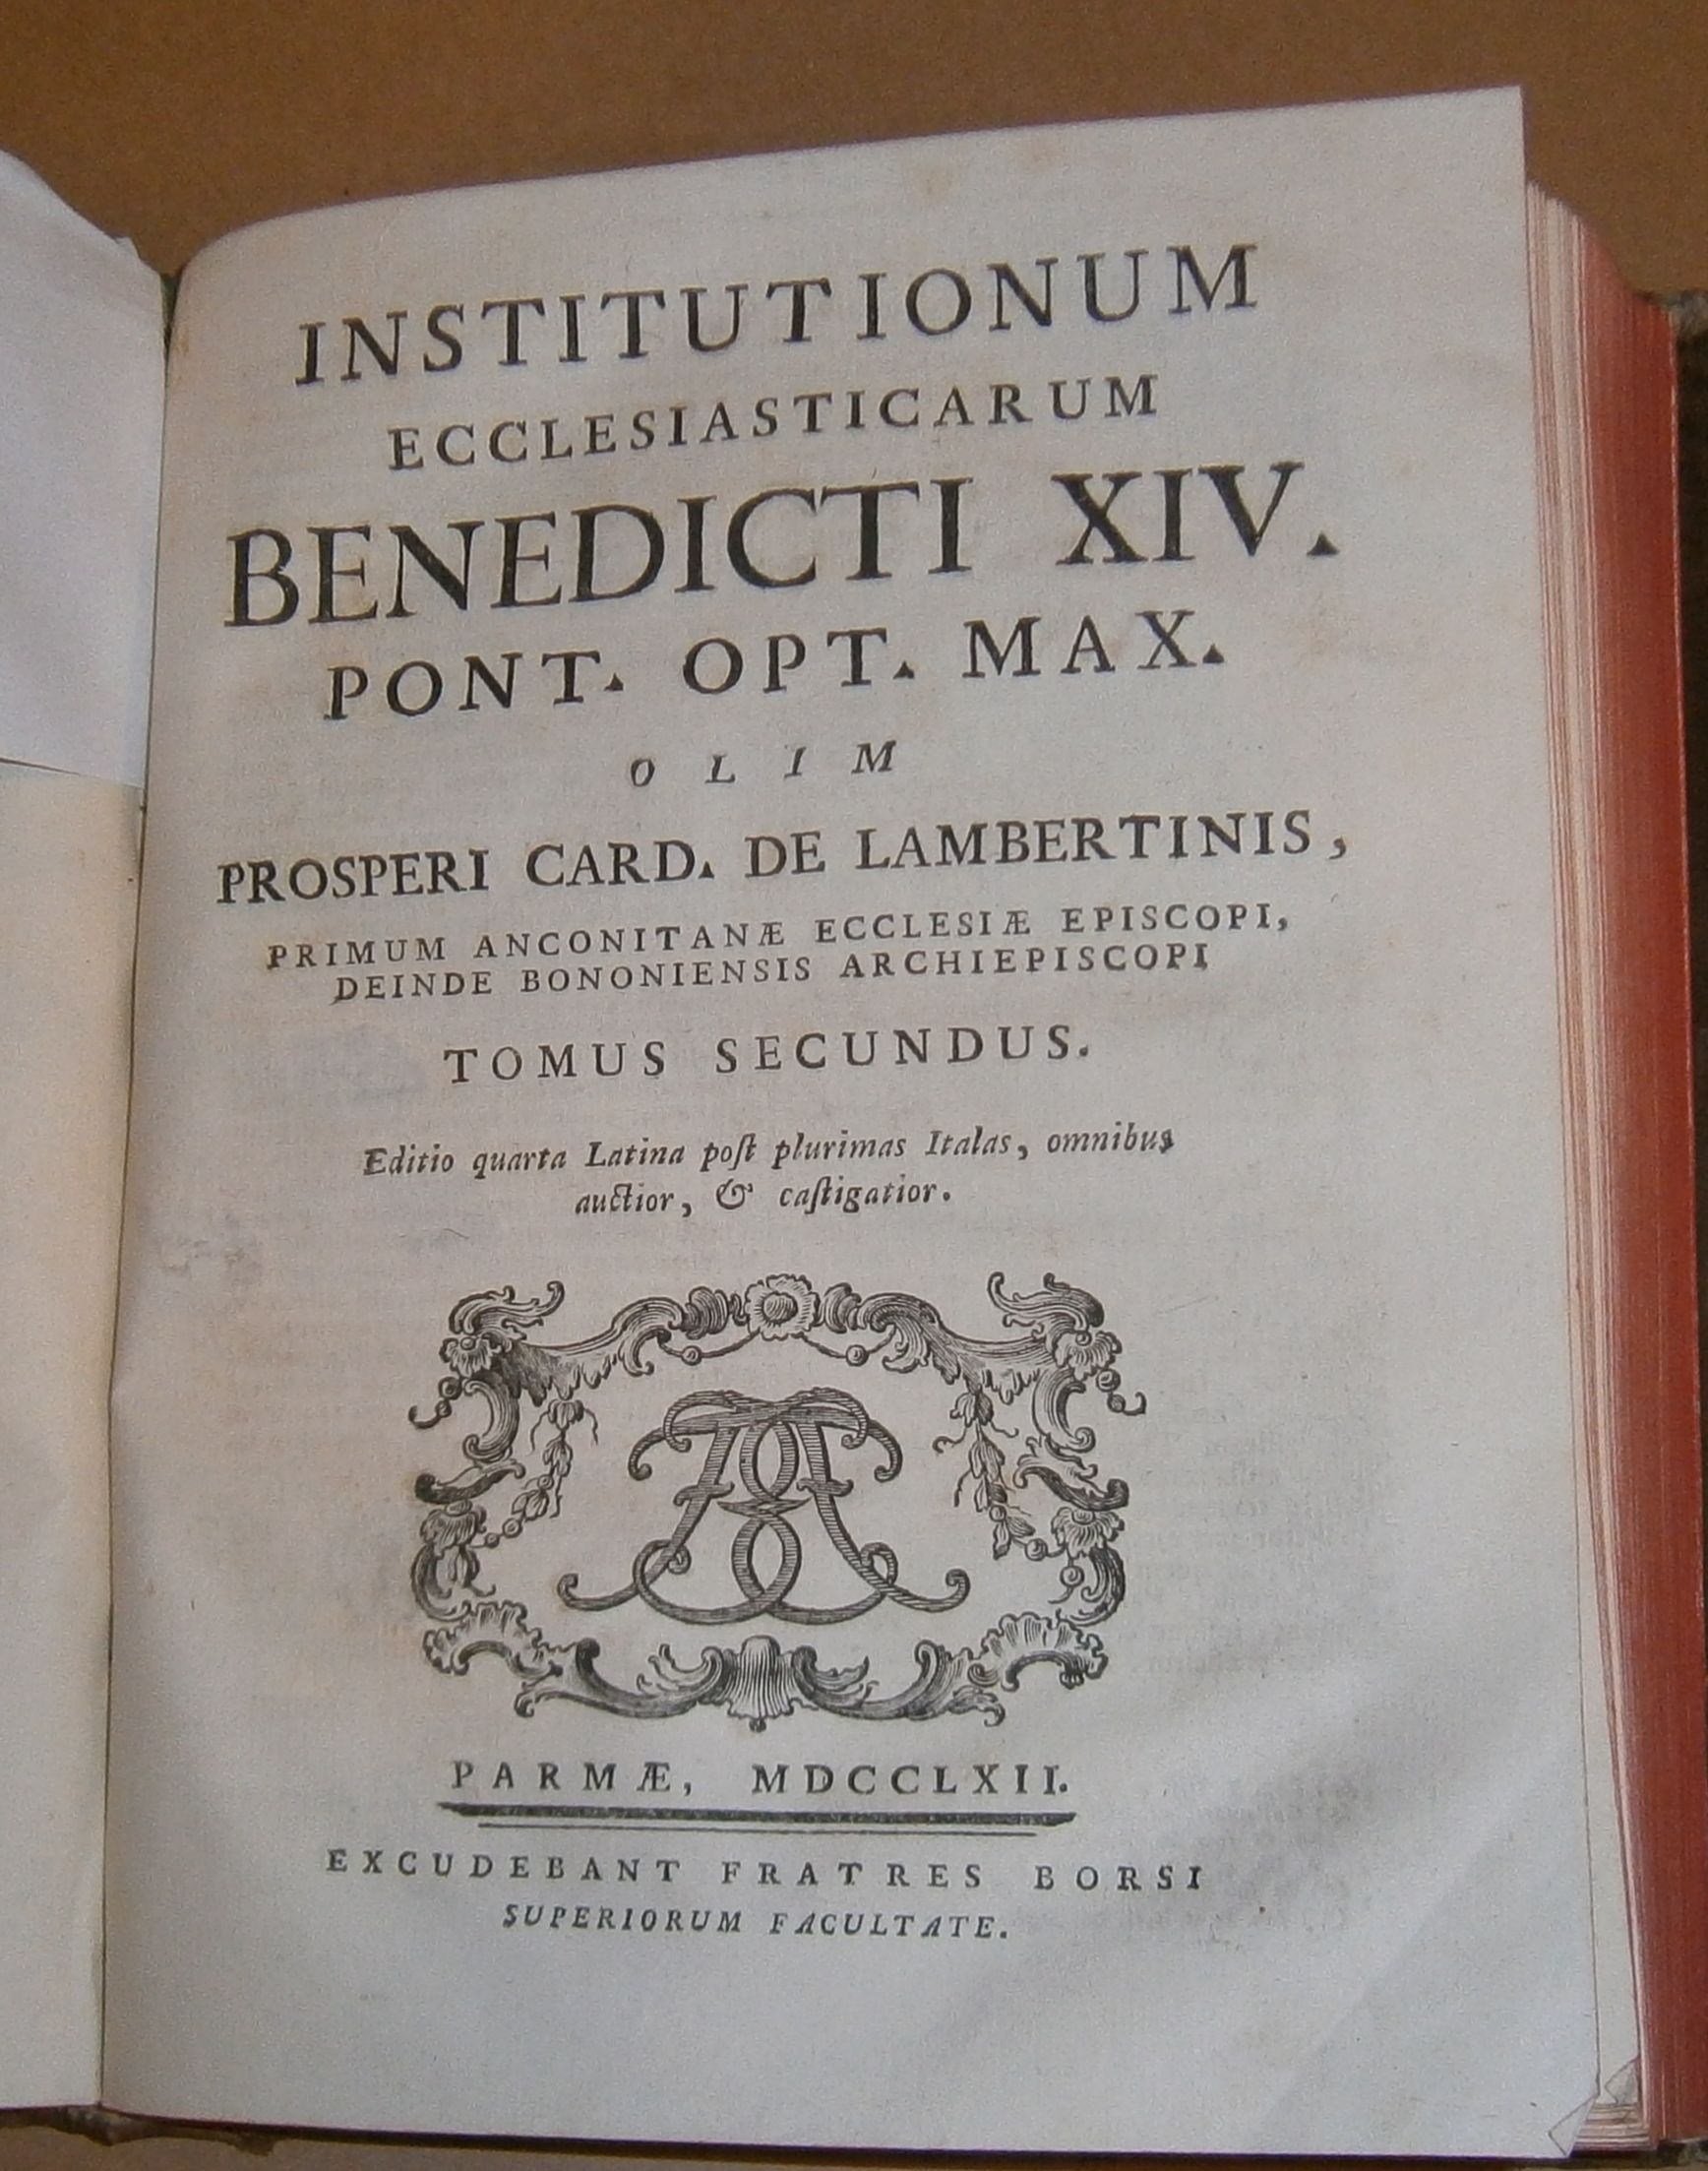 INSTITUTIONUM
ECCLESIASTICARUM
BENEDICTI XIV.
PONT. OPT. MAX.
OLIM
PROSPERI CARD. DE LAMBERTINIS,
PRIMUM ANCONITANÆ ECCLESIÆ EPISCOPI,
DEINDE BONONIENSIS ARCHIEPISCOPI
TOMUS SECUNDUS.
Editio quarta Latina poſt plurimas Italas, omnibus
auctior, & caſtigatior.
PARMÆ, MDCCLXII.
EXCUDEBANT FRATRES BORSI
SUPERIORUM FACULTATE.